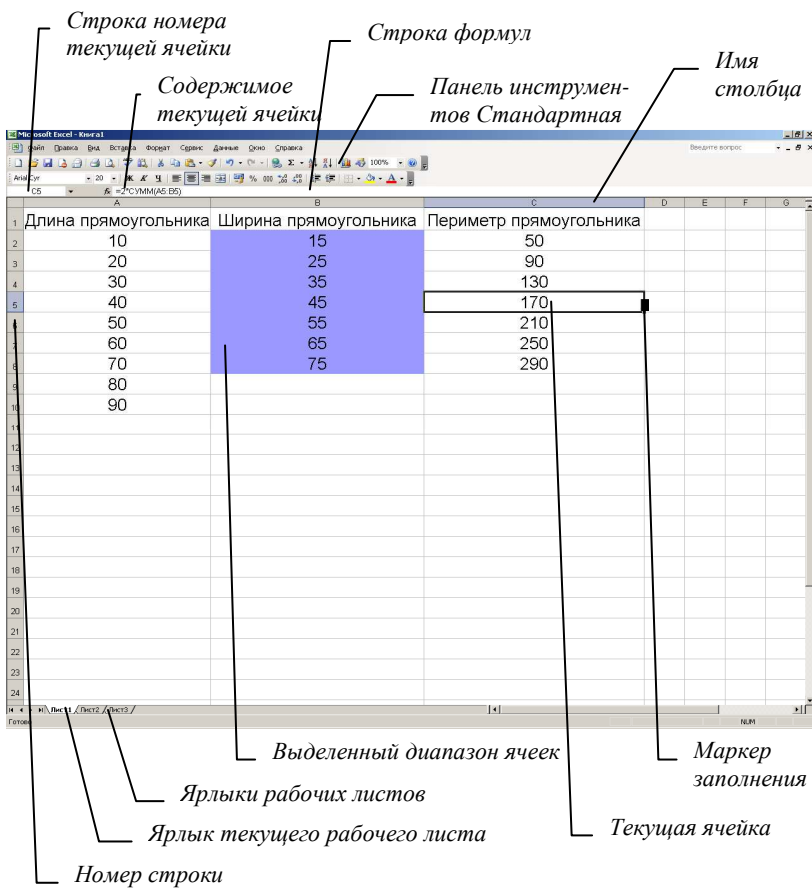 Строка номера
текущей ячейки
Строка формул
Имя
столбца
Содержимое
текущей ячейки
Панель инструмен-
тов Стандартная
Microsoft Excel - Книга1
Файл Правка Вид Вставка Формат Сервис Данные Окно Справка
Введите вопрос
100%
Arial Cyr 20 Ж К Ч
C5 fx =2*СУММ(A5:B5)
A B C D E F G
1 Длина прямоугольника Ширина прямоугольника Периметр прямоугольника
2 10 15 50
3 20 25 90
4 30 35 130
5 40 45 170
6 50 55 210
7 60 65 250
8 70 75 290
9 80
10 90
11
12
13
14
15
16
17
18
19
20
21
22
23
24
Лист1 Лист2 Лист3
Готово NUM
Выделенный диапазон ячеек
Маркер
заполнения
Ярлыки рабочих листов
Ярлык текущего рабочего листа
Текущая ячейка
Номер строки